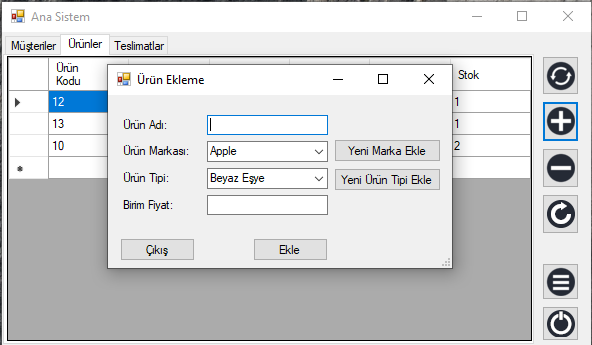 Ana Sistem
Müşteriler Ürünler Teslimatlar
Ürün Kodu
Stok
12
1
13
1
10
2
Ürün Ekleme
Ürün Adı:
Ürün Markası: Apple Yeni Marka Ekle
Ürün Tipi: Beyaz Eşye Yeni Ürün Tipi Ekle
Birim Fiyat:
Çıkış Ekle